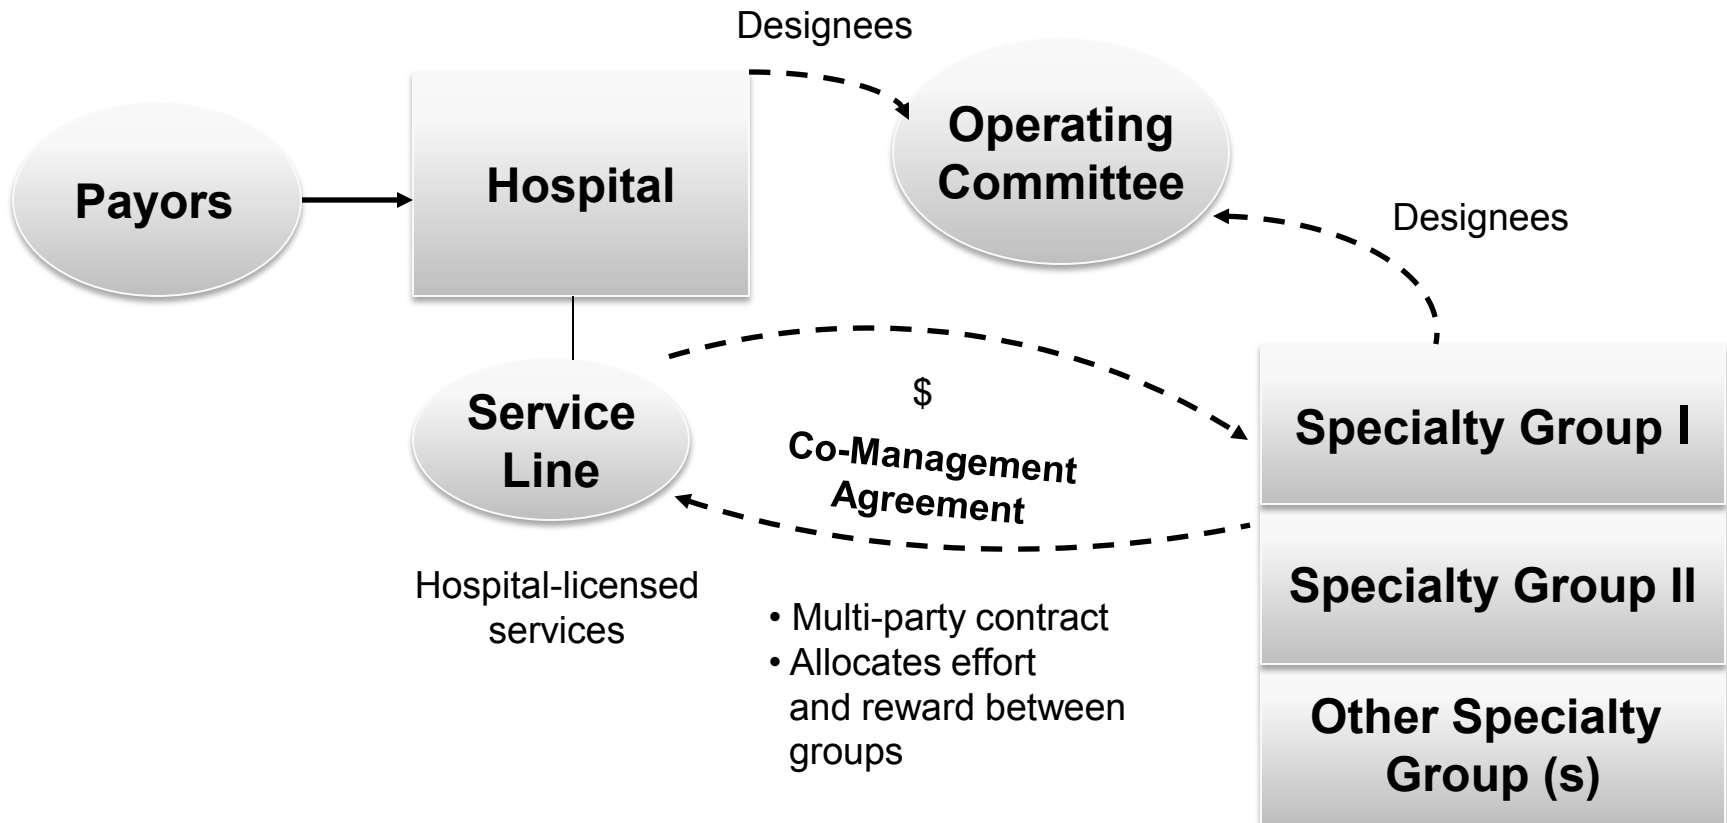 Designees
Payors
Hospital
Operating
Committee
Designees
Service
Line
$
Co-Management
Agreement
Specialty Group I
Specialty Group II
Other Specialty
Group (s)
Hospital-licensed
services
• Multi-party contract
• Allocates effort
and reward between
groups